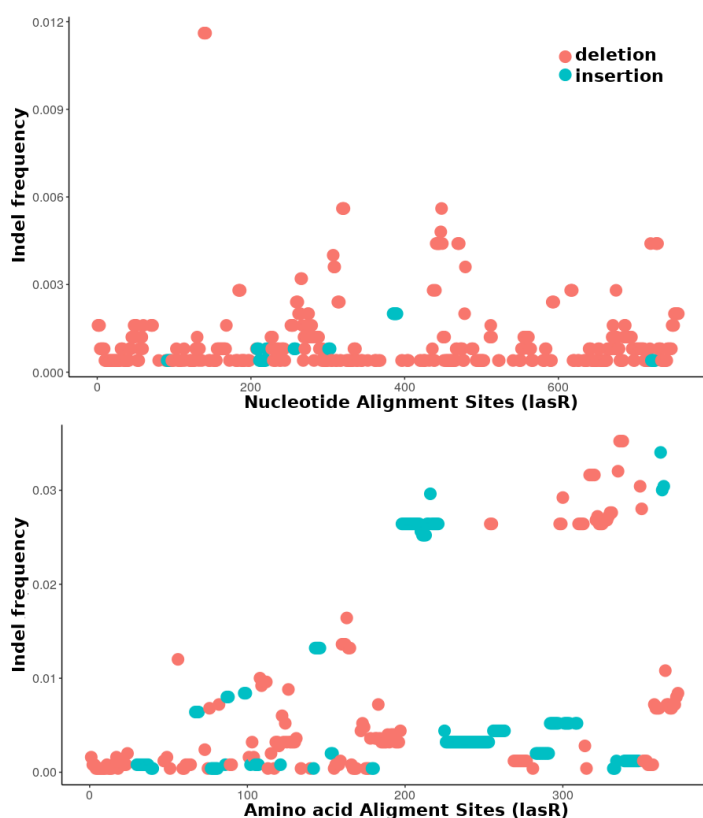 0.012
deletion
insertion
0.009
0.006
0.003
0.000
Indel frequency
0 200 400 600
Nucleotide Alignment Sites (lasR)
0.03
0.02
0.01
0.00
Indel frequency
0 100 200 300
Amino acid Aligment Sites (lasR)